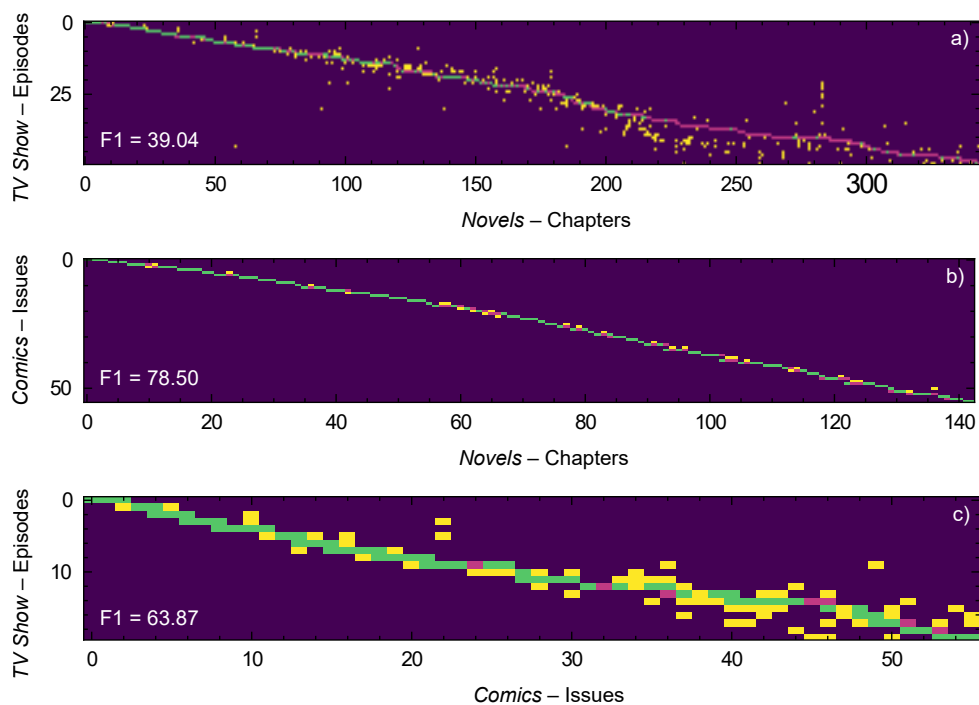 a)
0
25
TV Show – Episodes
F1 = 39.04
0 50 100 150 200 250 300
Novels – Chapters
b)
0
50
Comics – Issues
F1 = 78.50
0 20 40 60 80 100 120 140
Novels – Chapters
c)
0
10
TV Show – Episodes
F1 = 63.87
0 10 20 30 40 50
Comics – Issues